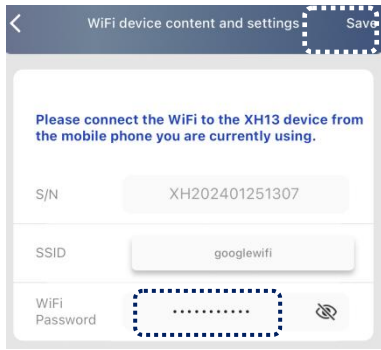 WiFi device content and settings Save
Please connect the WiFi to the XH13 device from
the mobile phone you are currently using.
S/N XH202401251307
SSID googlewifi
WiFi
Password •••••••••••